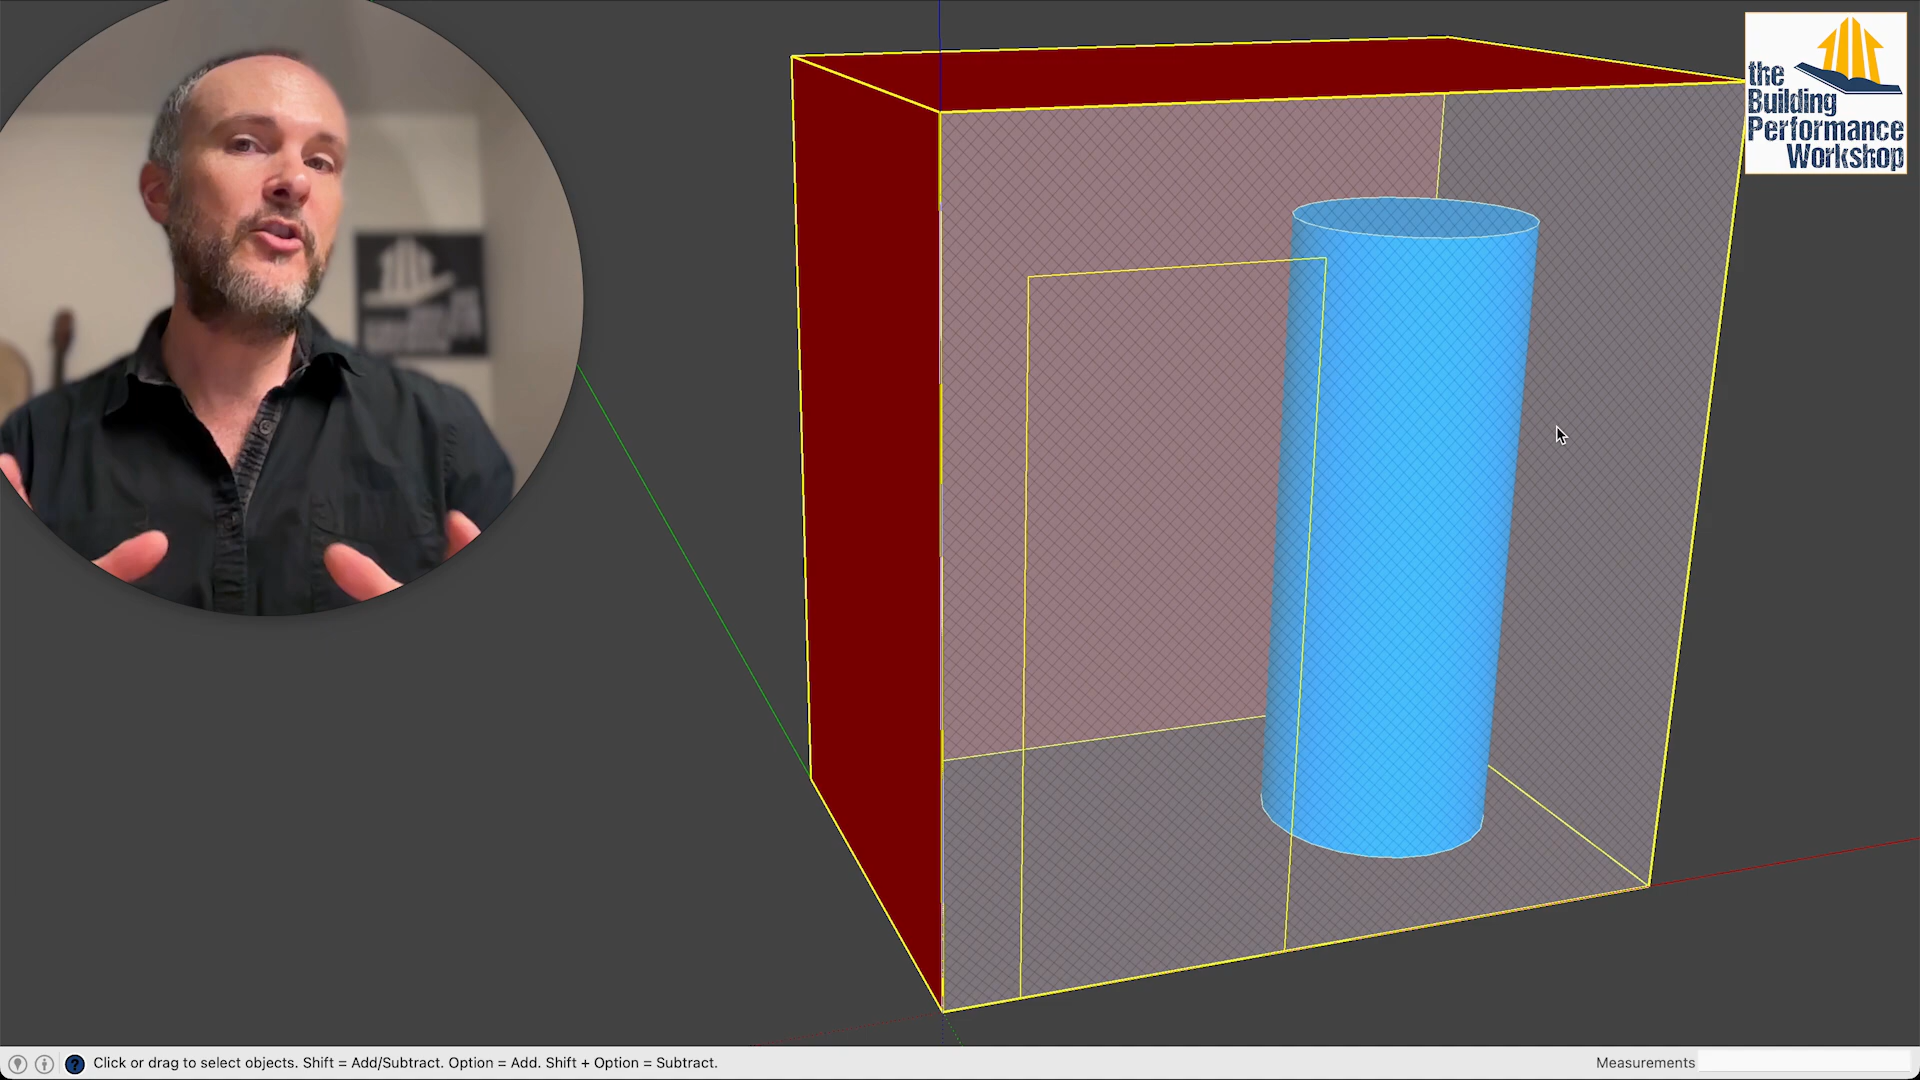 the
Building
Performance
Workshop
Click or drag to select objects. Shift = Add/Subtract. Option = Add. Shift + Option = Subtract.
Measurements